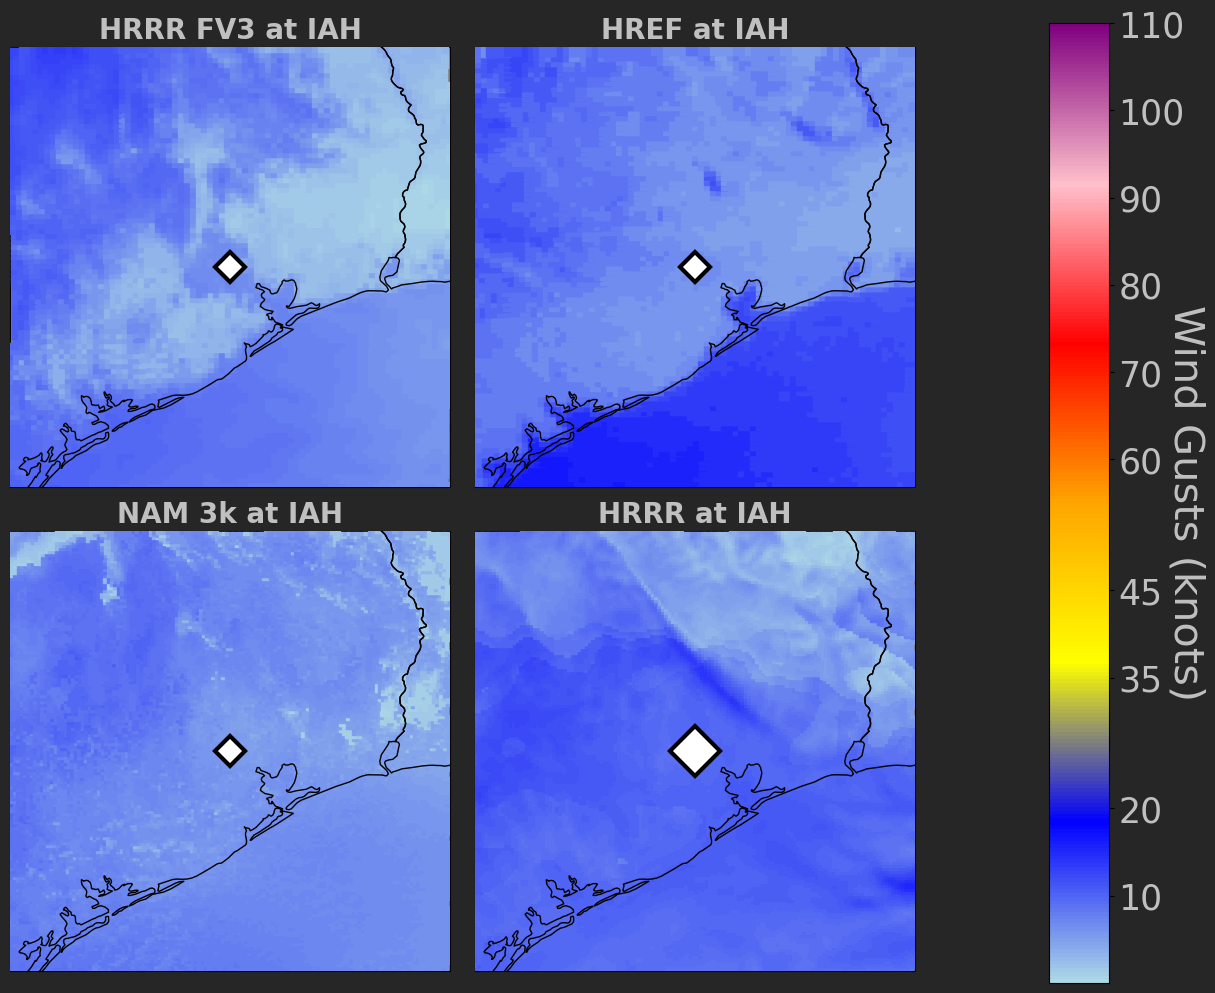 HRRR FV3 at IAH
HREF at IAH
NAM 3k at IAH
HRRR at IAH
110
100
90
80
70
60
45
35
20
10
Wind Gusts (knots)